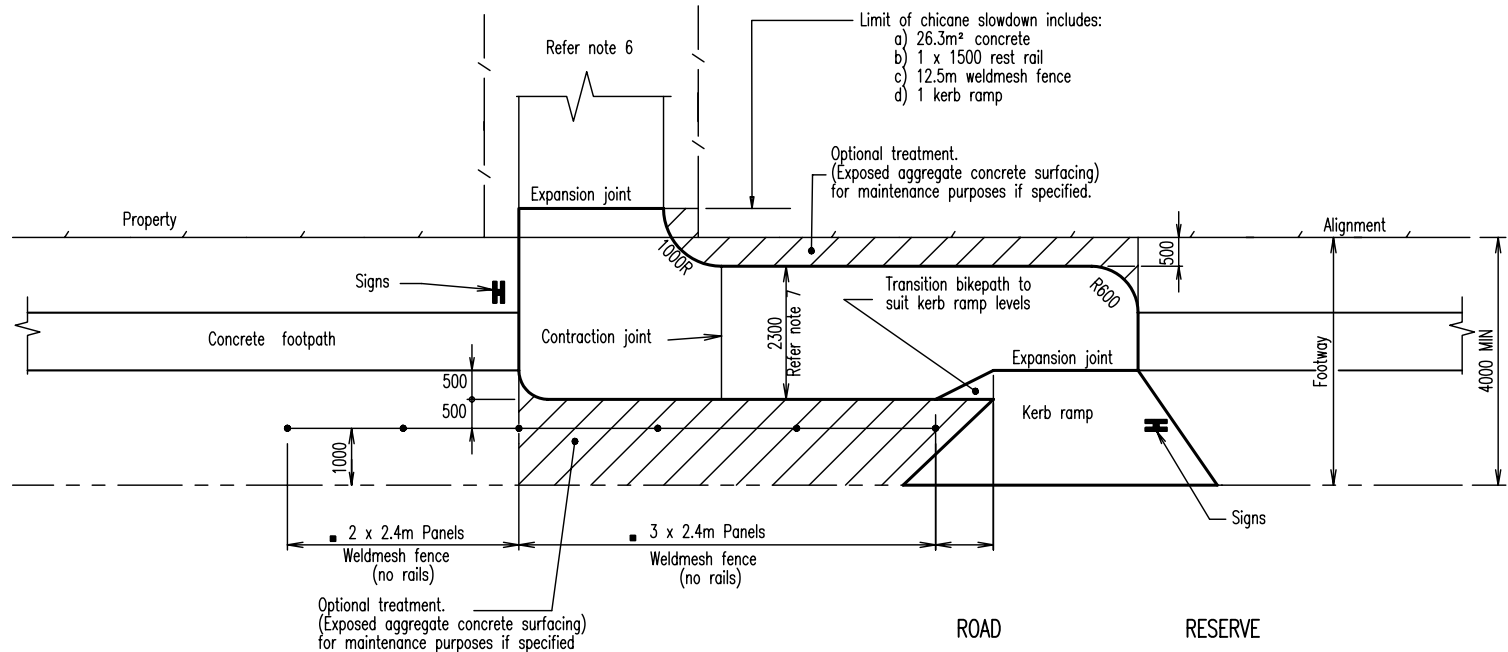 Limit of chicane slowdown includes:
a) 26.3m² concrete
b) 1 x 1500 rest rail
c) 12.5m weldmesh fence
d) 1 kerb ramp
Refer note 6
Optional treatment.
(Exposed aggregate concrete surfacing)
for maintenance purposes if specified.
Expansion joint
Property
Alignment
1000R
500
Signs
Transition bikepath to
suit kerb ramp levels
R600
Concrete footpath
Contraction joint
2300
Refer note 7
Expansion joint
Footway
4000 MIN
500
500
Kerb ramp
1000
Signs
2 x 2.4m Panels
Weldmesh fence
(no rails)
3 x 2.4m Panels
Weldmesh fence
(no rails)
Optional treatment.
(Exposed aggregate concrete surfacing)
for maintenance purposes if specified
ROAD RESERVE